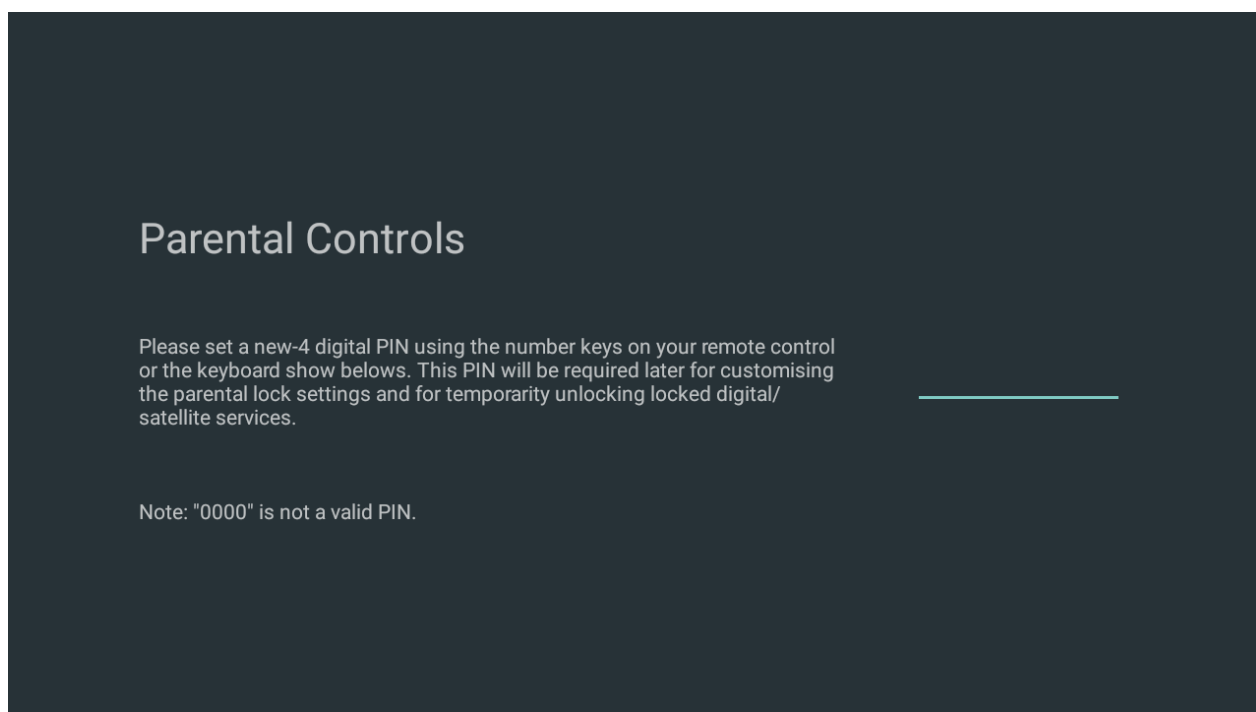 Parental Controls
Please set a new-4 digital PIN using the number keys on your remote control
or the keyboard show belows. This PIN will be required later for customising
the parental lock settings and for temporarity unlocking locked digital/
satellite services.
Note: "0000" is not a valid PIN.